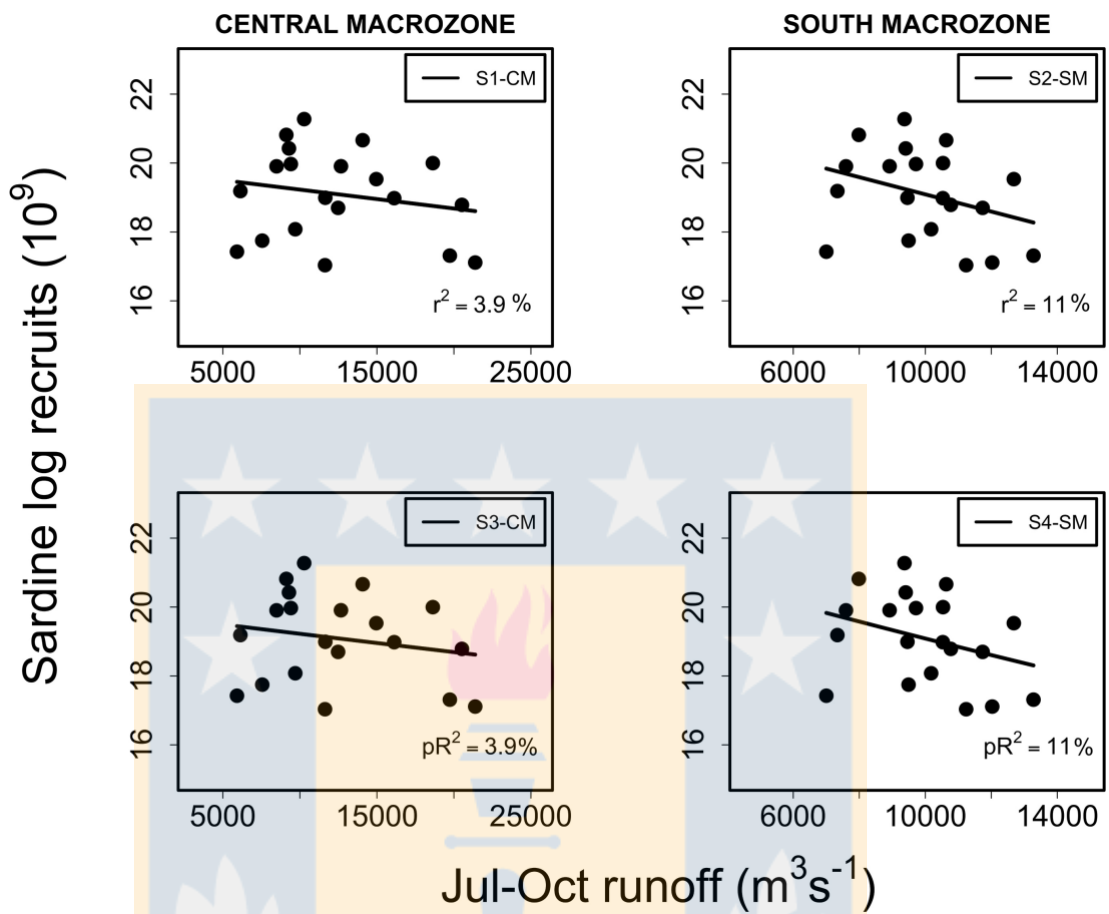 CENTRAL MACROZONE
SOUTH MACROZONE
Sardine log recruits (10⁹)
22
20
18
16
S1-CM
r² = 3.9 %
5000 15000 25000
22
20
18
16
S2-SM
r² = 11%
6000 10000 14000
22
20
18
16
S3-CM
pR² = 3.9%
5000 15000 25000
22
20
18
16
S4-SM
pR² = 11%
6000 10000 14000
Jul-Oct runoff (m³s⁻¹)